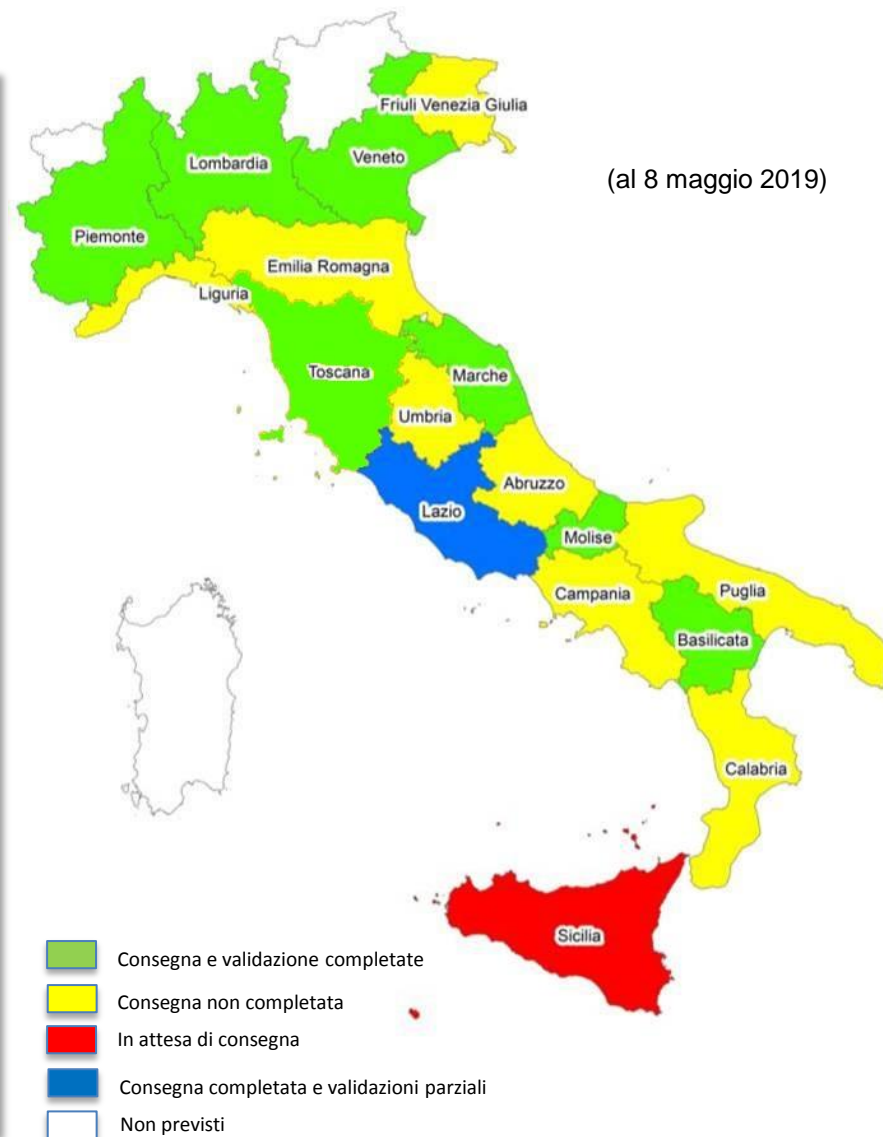 Friuli Venezia Giulia
Lombardia
Veneto
(al 8 maggio 2019)
Piemonte
Emilia Romagna
Liguria
Toscana
Marche
Umbria
Abruzzo
Lazio
Molise
Campania
Puglia
Basilicata
Calabria
Sicilia
Consegna e validazione completate
Consegna non completata
In attesa di consegna
Consegna completata e validazioni parziali
Non previsti